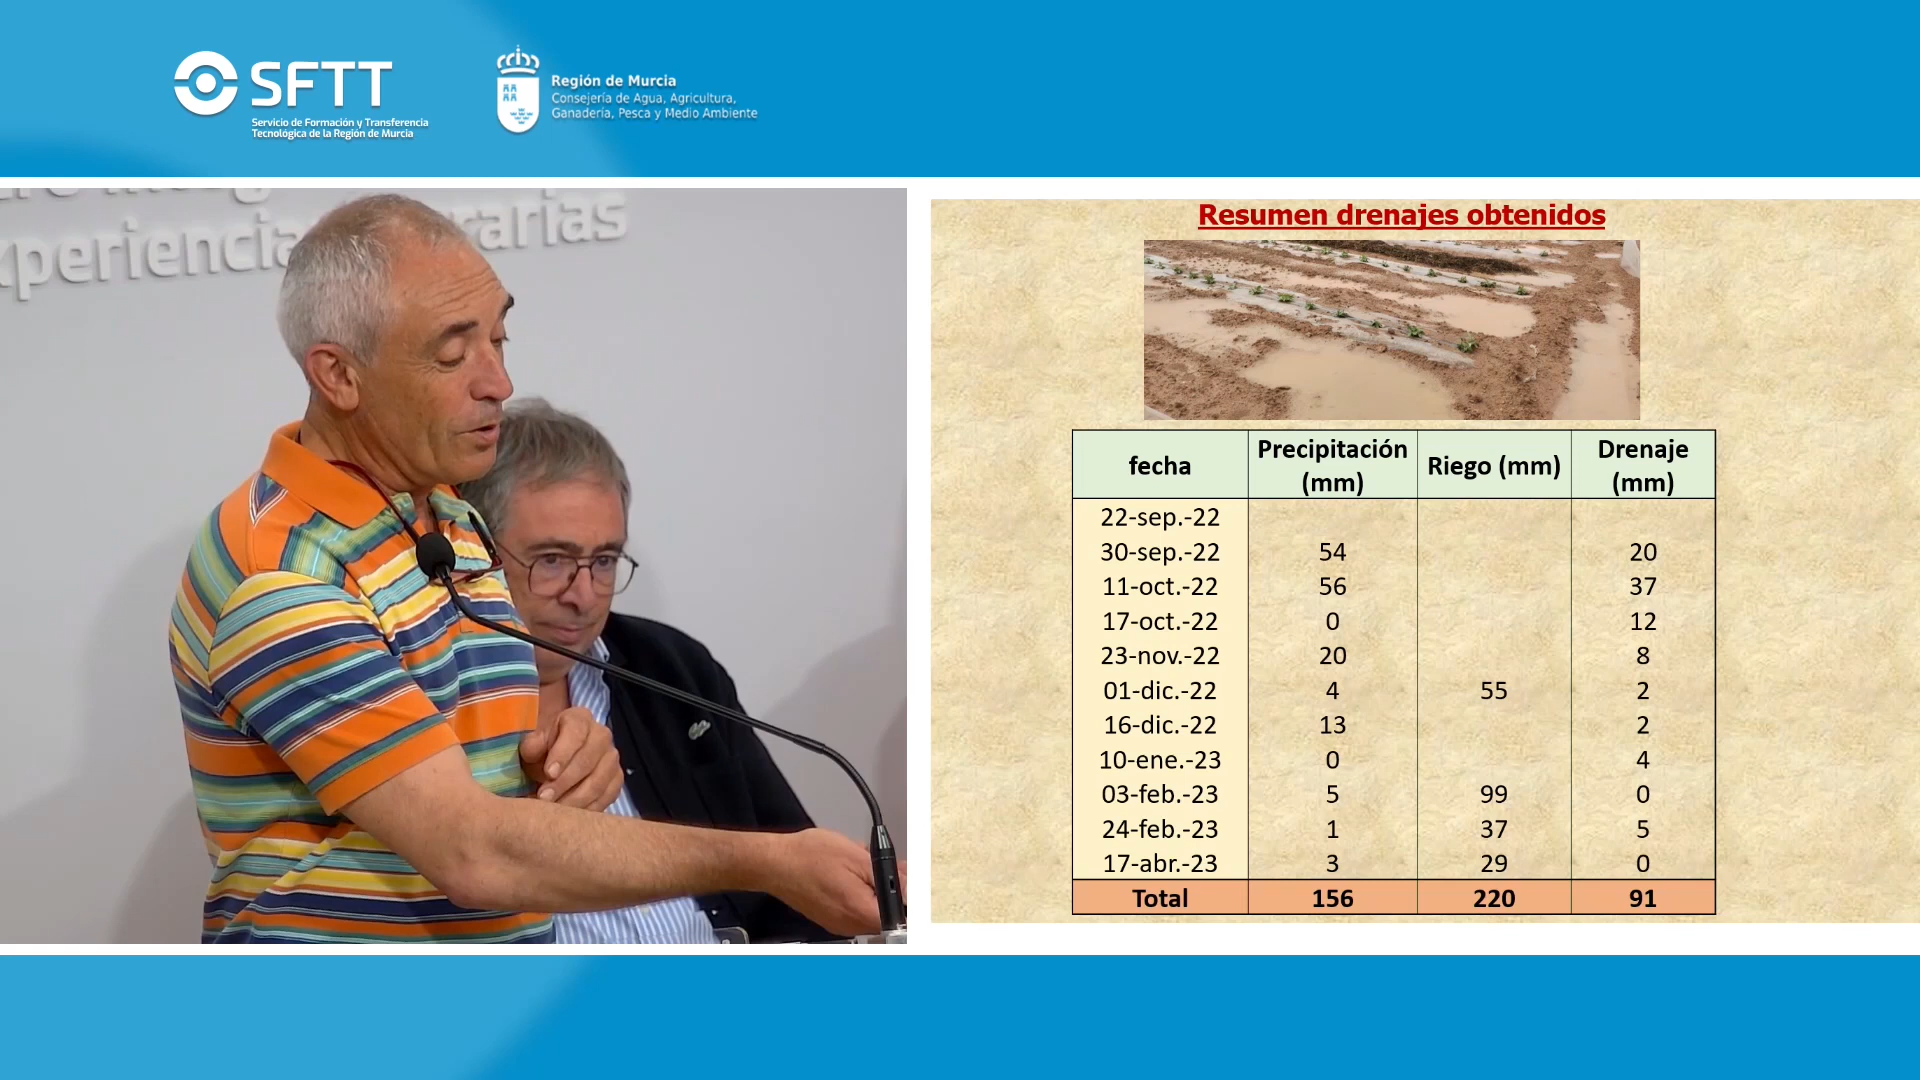 SFTT
Servicio de Formación y Transferencia
Tecnológica de la Región de Murcia
Región de Murcia
Consejería de Agua, Agricultura,
Ganadería, Pesca y Medio Ambiente
Resumen drenajes obtenidos
fecha Precipitación (mm) Riego (mm) Drenaje (mm)
22-sep.-22
30-sep.-22 54 20
11-oct.-22 56 37
17-oct.-22 0 12
23-nov.-22 20 8
01-dic.-22 4 55 2
16-dic.-22 13 2
10-ene.-23 0 4
03-feb.-23 5 99 0
24-feb.-23 1 37 5
17-abr.-23 3 29 0
Total 156 220 91